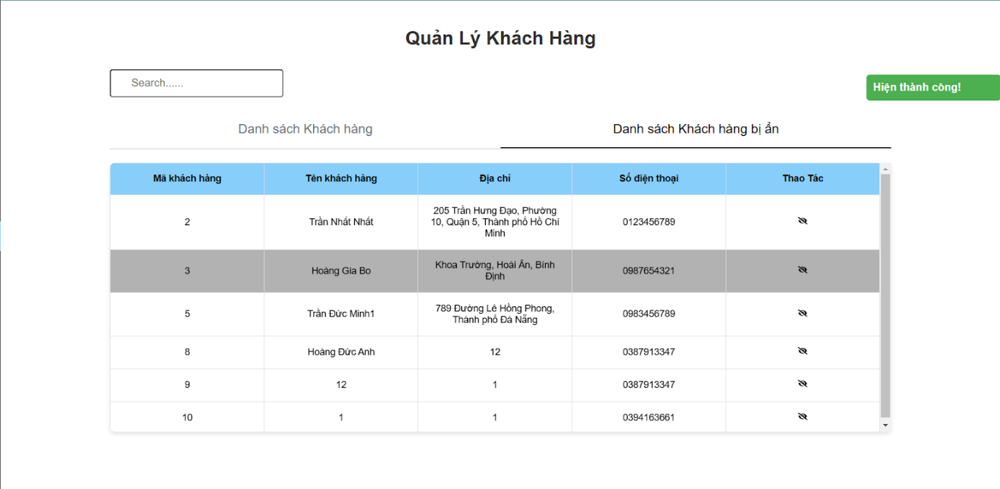 Quản Lý Khách Hàng
Search......
Hiện thành công!
Danh sách Khách hàng
Danh sách Khách hàng bị ẩn
Mã khách hàng Tên khách hàng Địa chỉ Số điện thoại Thao Tác
2 Trần Nhất Nhất 205 Trần Hưng Đạo, Phường
10, Quận 5, Thành phố Hồ Chí
Minh 0123456789
3 Hoàng Gia Bo Khoa Trường, Hoài Ân, Bình
Định 0987654321
5 Trần Đức Minh1 789 Đường Lê Hồng Phong,
Thành phố Đà Nẵng 0983456789
8 Hoàng Đức Anh 12 0387913347
9 12 1 0387913347
10 1 1 0394163661